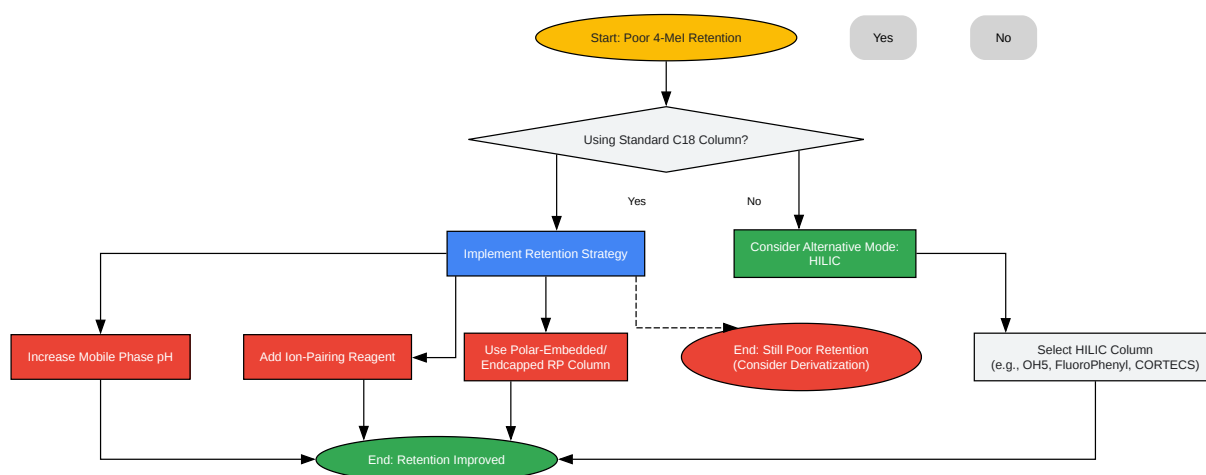 Start: Poor 4-MeI Retention
Yes
No
Using Standard C18 Column?
Yes
No
Implement Retention Strategy
Consider Alternative Mode:
HILIC
Increase Mobile Phase pH
Add Ion-Pairing Reagent
Use Polar-Embedded/
Endcapped RP Column
End: Still Poor Retention
(Consider Derivatization)
Select HILIC Column
(e.g., OH5, FluoroPhenyl, CORTECS)
End: Retention Improved